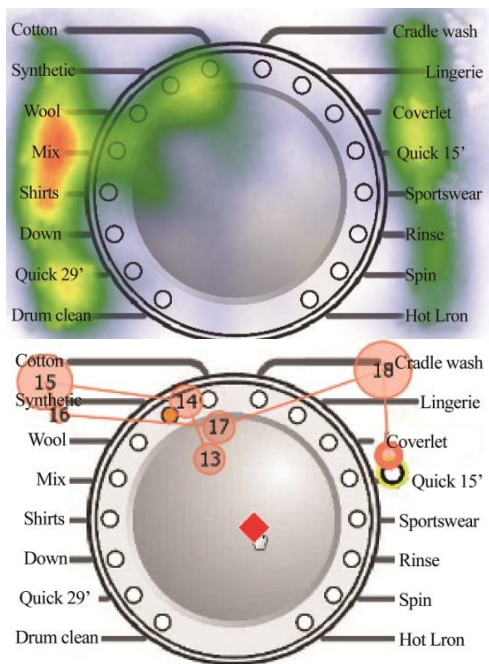 Cotton Cradle wash
Synthetic Lingerie
Wool Coverlet
Mix Quick 15’
Shirts Sportswear
Down Rinse
Quick 29’ Spin
Drum clean Hot Lron
Cotton Cradle wash
18
15
14
Synthetic Lingerie
16
17
Wool Coverlet
13
Mix Quick 15’
Shirts Sportswear
Down Rinse
Quick 29’ Spin
Drum clean Hot Lron